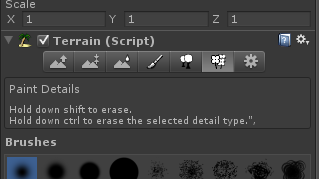 Scale
X 1 Y 1 Z 1
Terrain (Script)
Paint Details
Hold down shift to erase.
Hold down ctrl to erase the selected detail type.",
Brushes